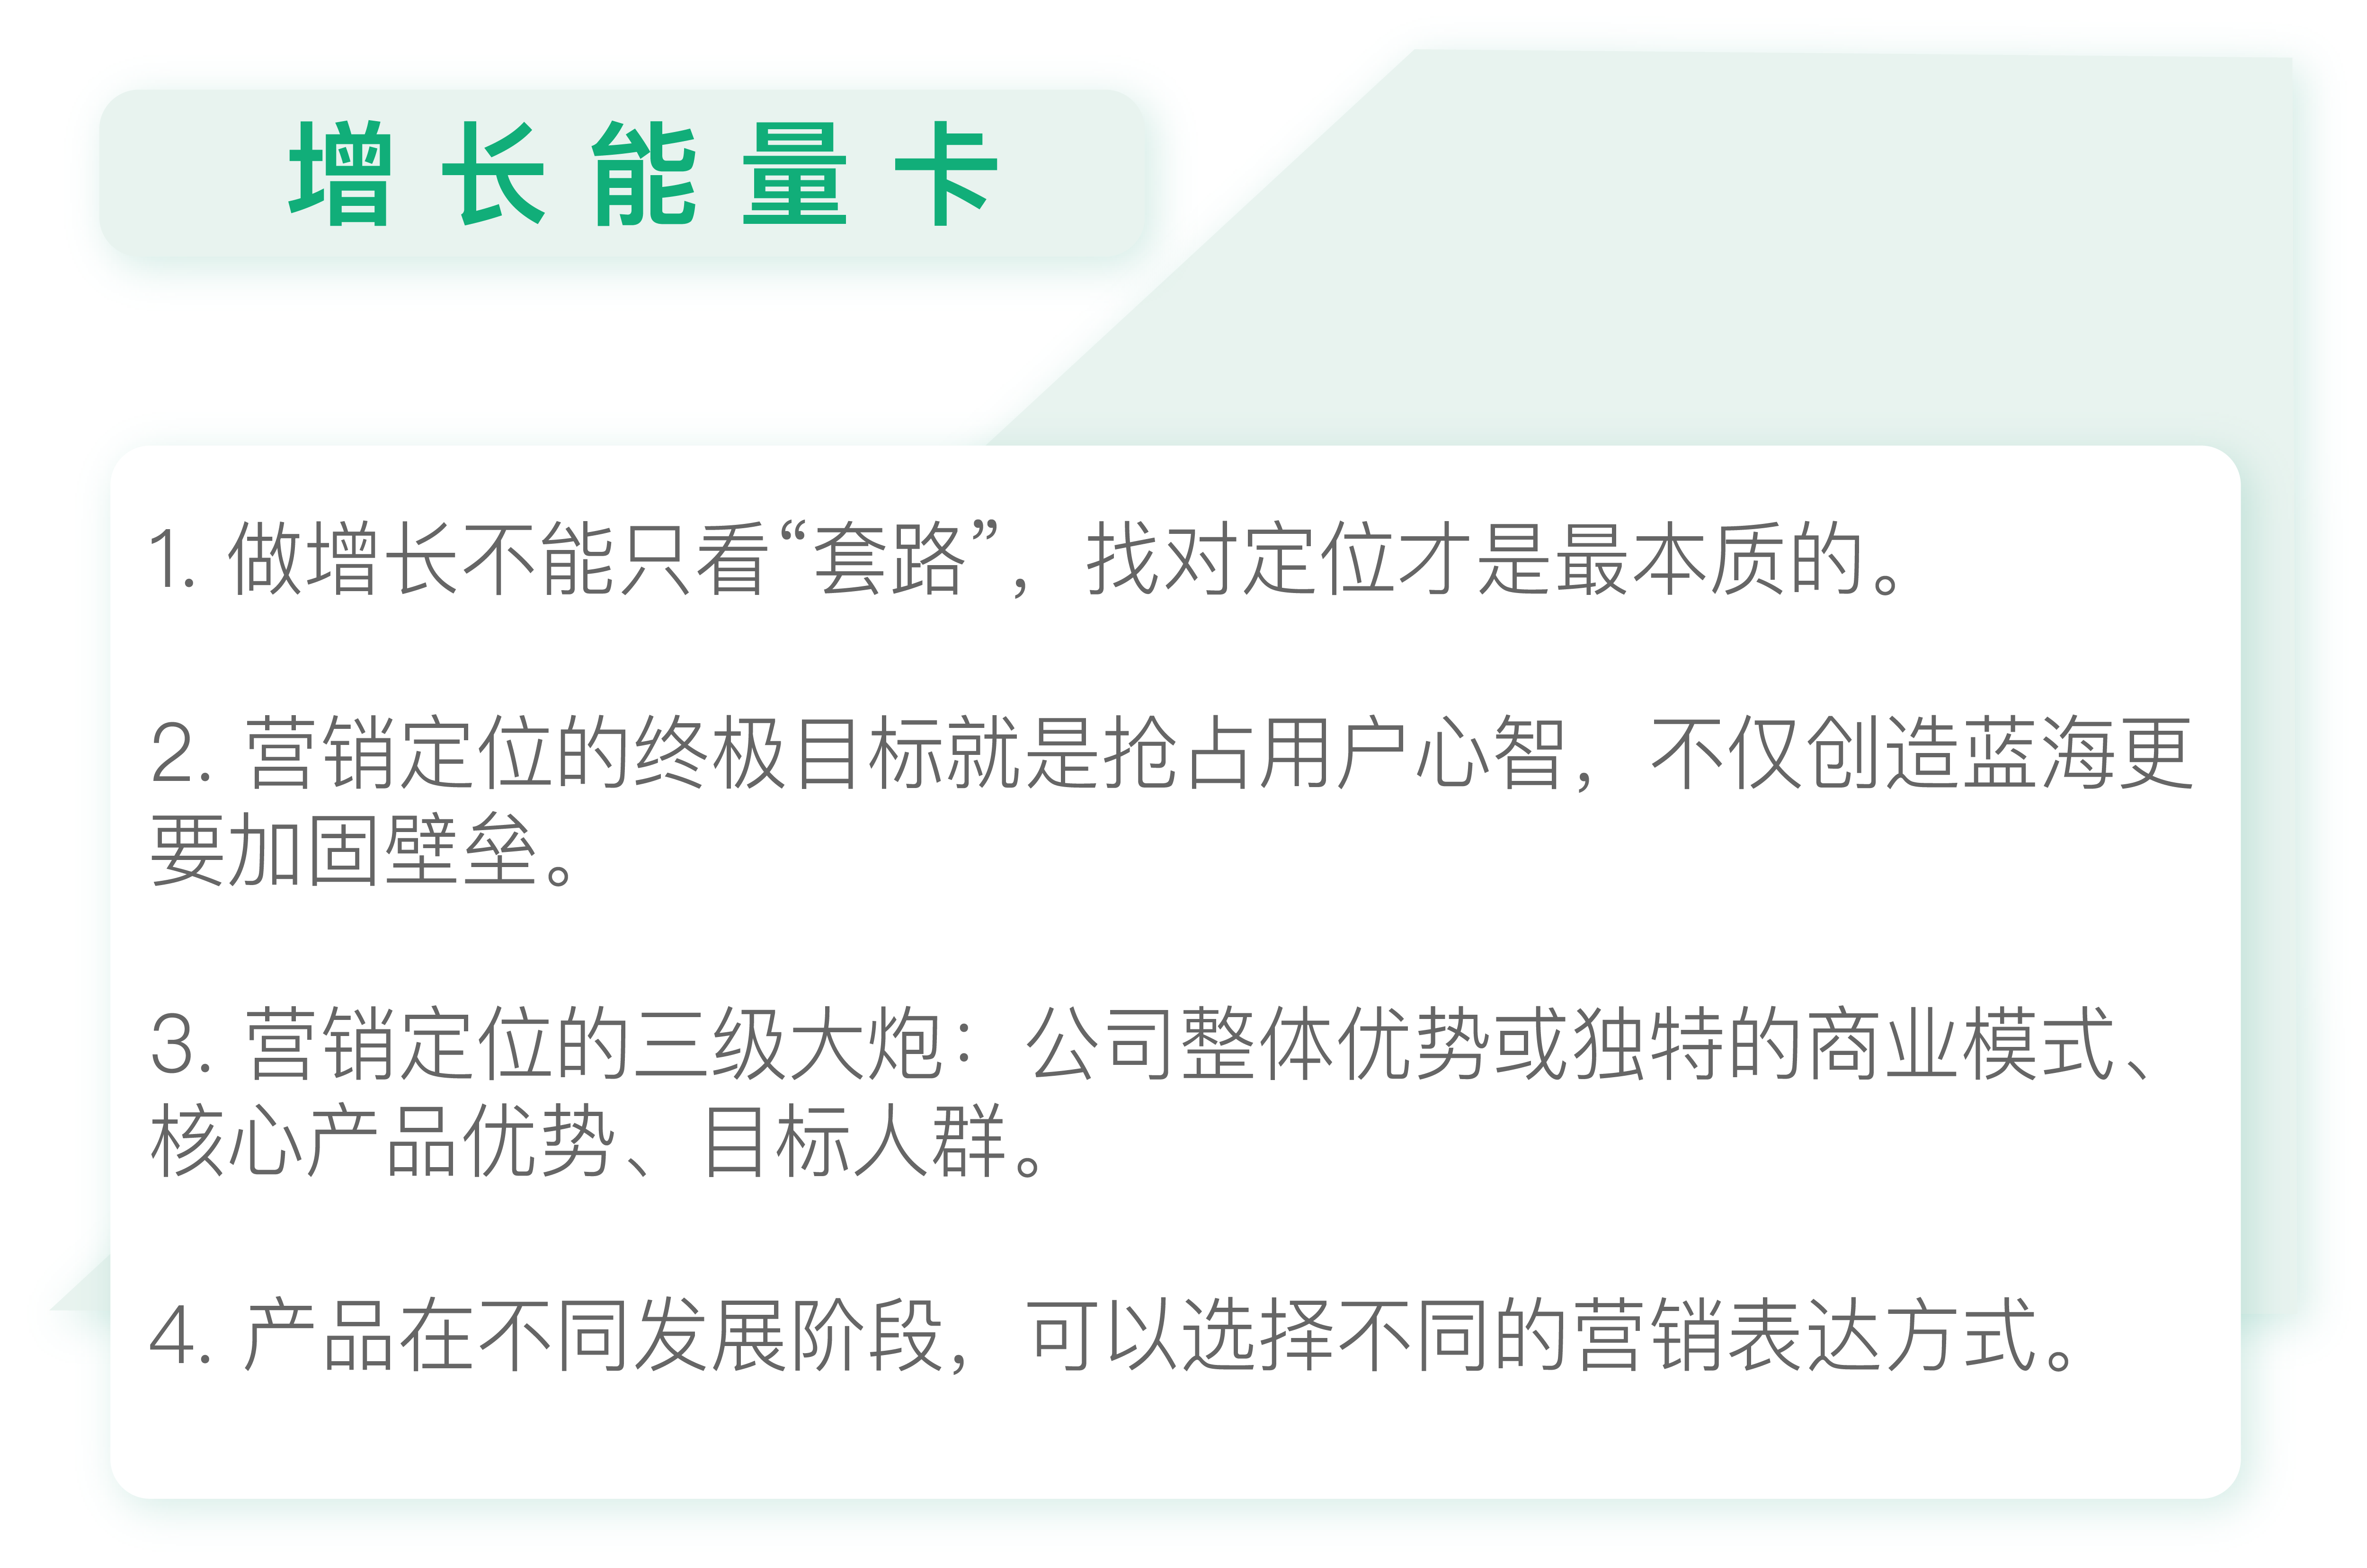 增长能量卡
1. 做增长不能只看“套路”，找对定位才是最本质的。
2. 营销定位的终极目标就是抢占用户心智，不仅创造蓝海更
要加固壁垒。
3. 营销定位的三级大炮：公司整体优势或独特的商业模式、
核心产品优势、目标人群。
4. 产品在不同发展阶段，可以选择不同的营销表达方式。